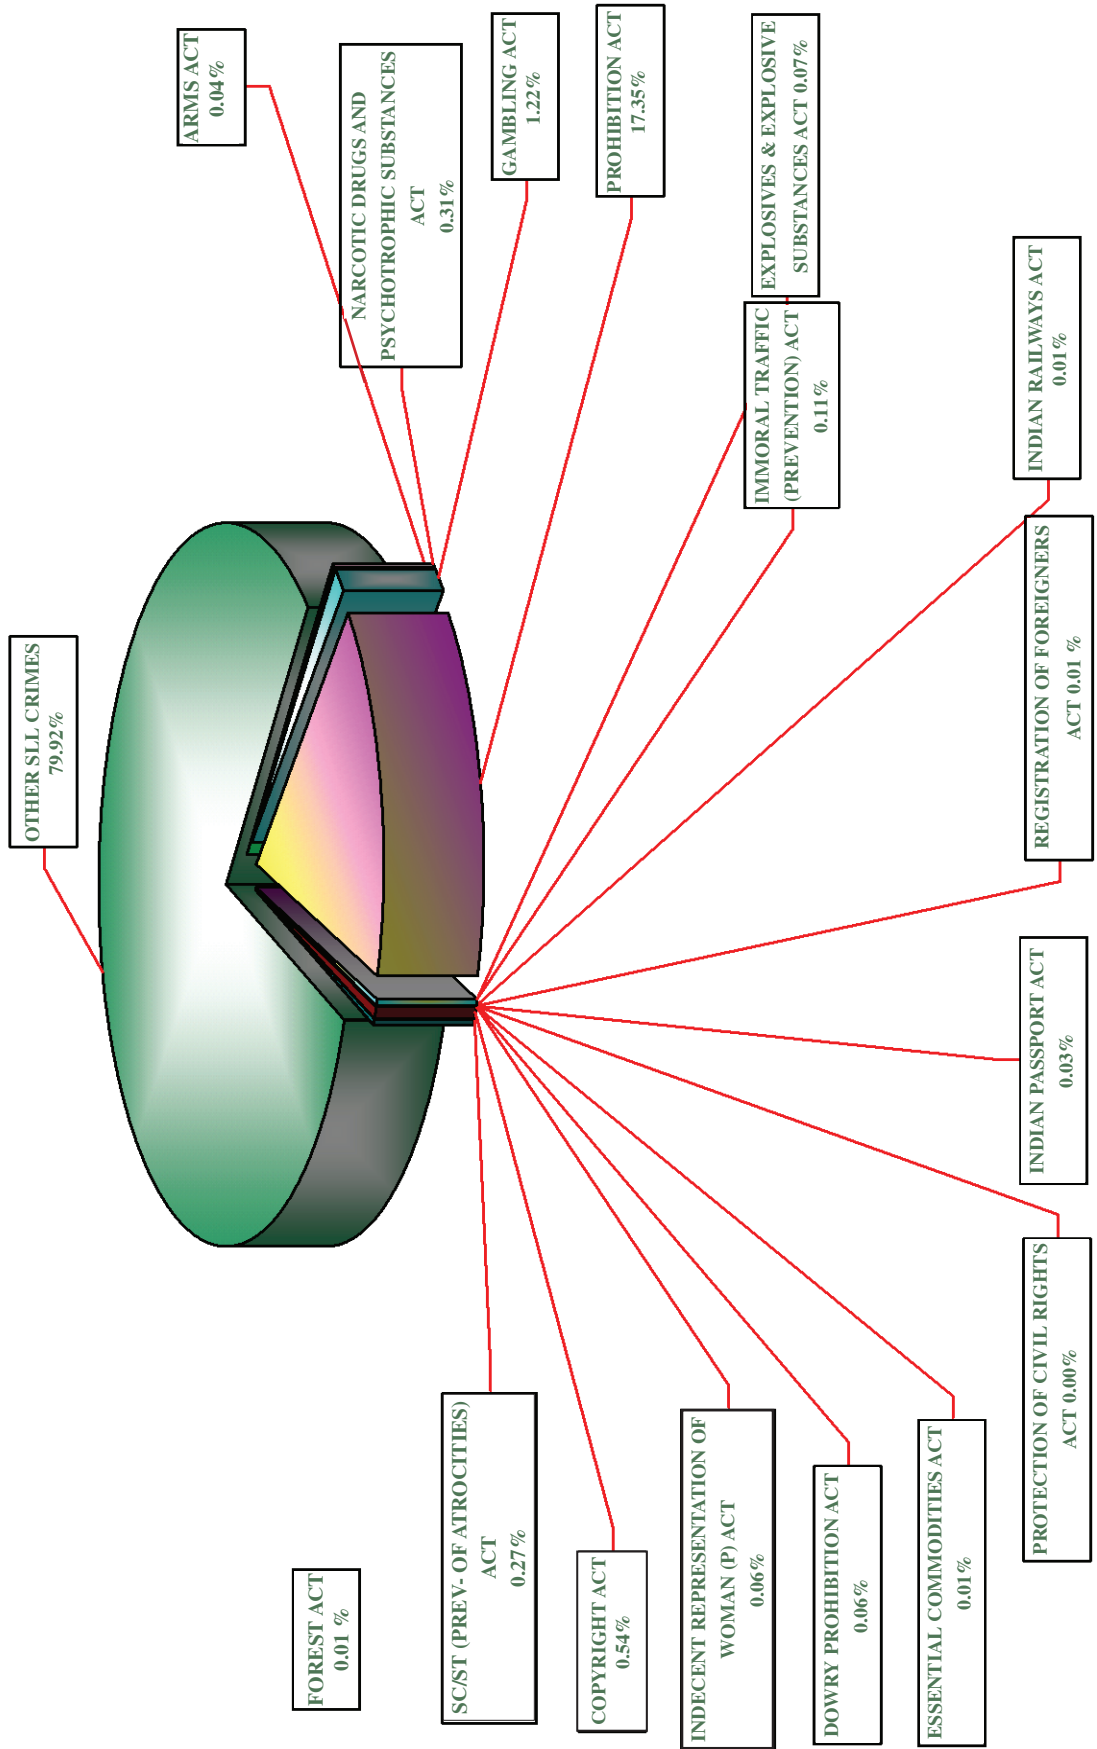 OTHER SLL CRIMES
79.92%
ARMS ACT
0.04%
NARCOTIC DRUGS AND
PSYCHOTROPHIC SUBSTANCES
ACT
0.31%
GAMBLING ACT
1.22%
PROHIBITION ACT
17.35%
EXPLOSIVES & EXPLOSIVE
SUBSTANCES ACT 0.07%
IMMORAL TRAFFIC
(PREVENTION) ACT
0.11%
INDIAN RAILWAYS ACT
0.01%
REGISTRATION OF FOREIGNERS
ACT 0.01 %
INDIAN PASSPORT ACT
0.03%
PROTECTION OF CIVIL RIGHTS
ACT 0.00%
ESSENTIAL COMMODITIES ACT
0.01%
DOWRY PROHIBITION ACT
0.06%
INDECENT REPRESENTATION OF
WOMAN (P) ACT
0.06%
COPYRIGHT ACT
0.54%
SC/ST (PREV- OF ATROCITIES)
ACT
0.27%
FOREST ACT
0.01 %